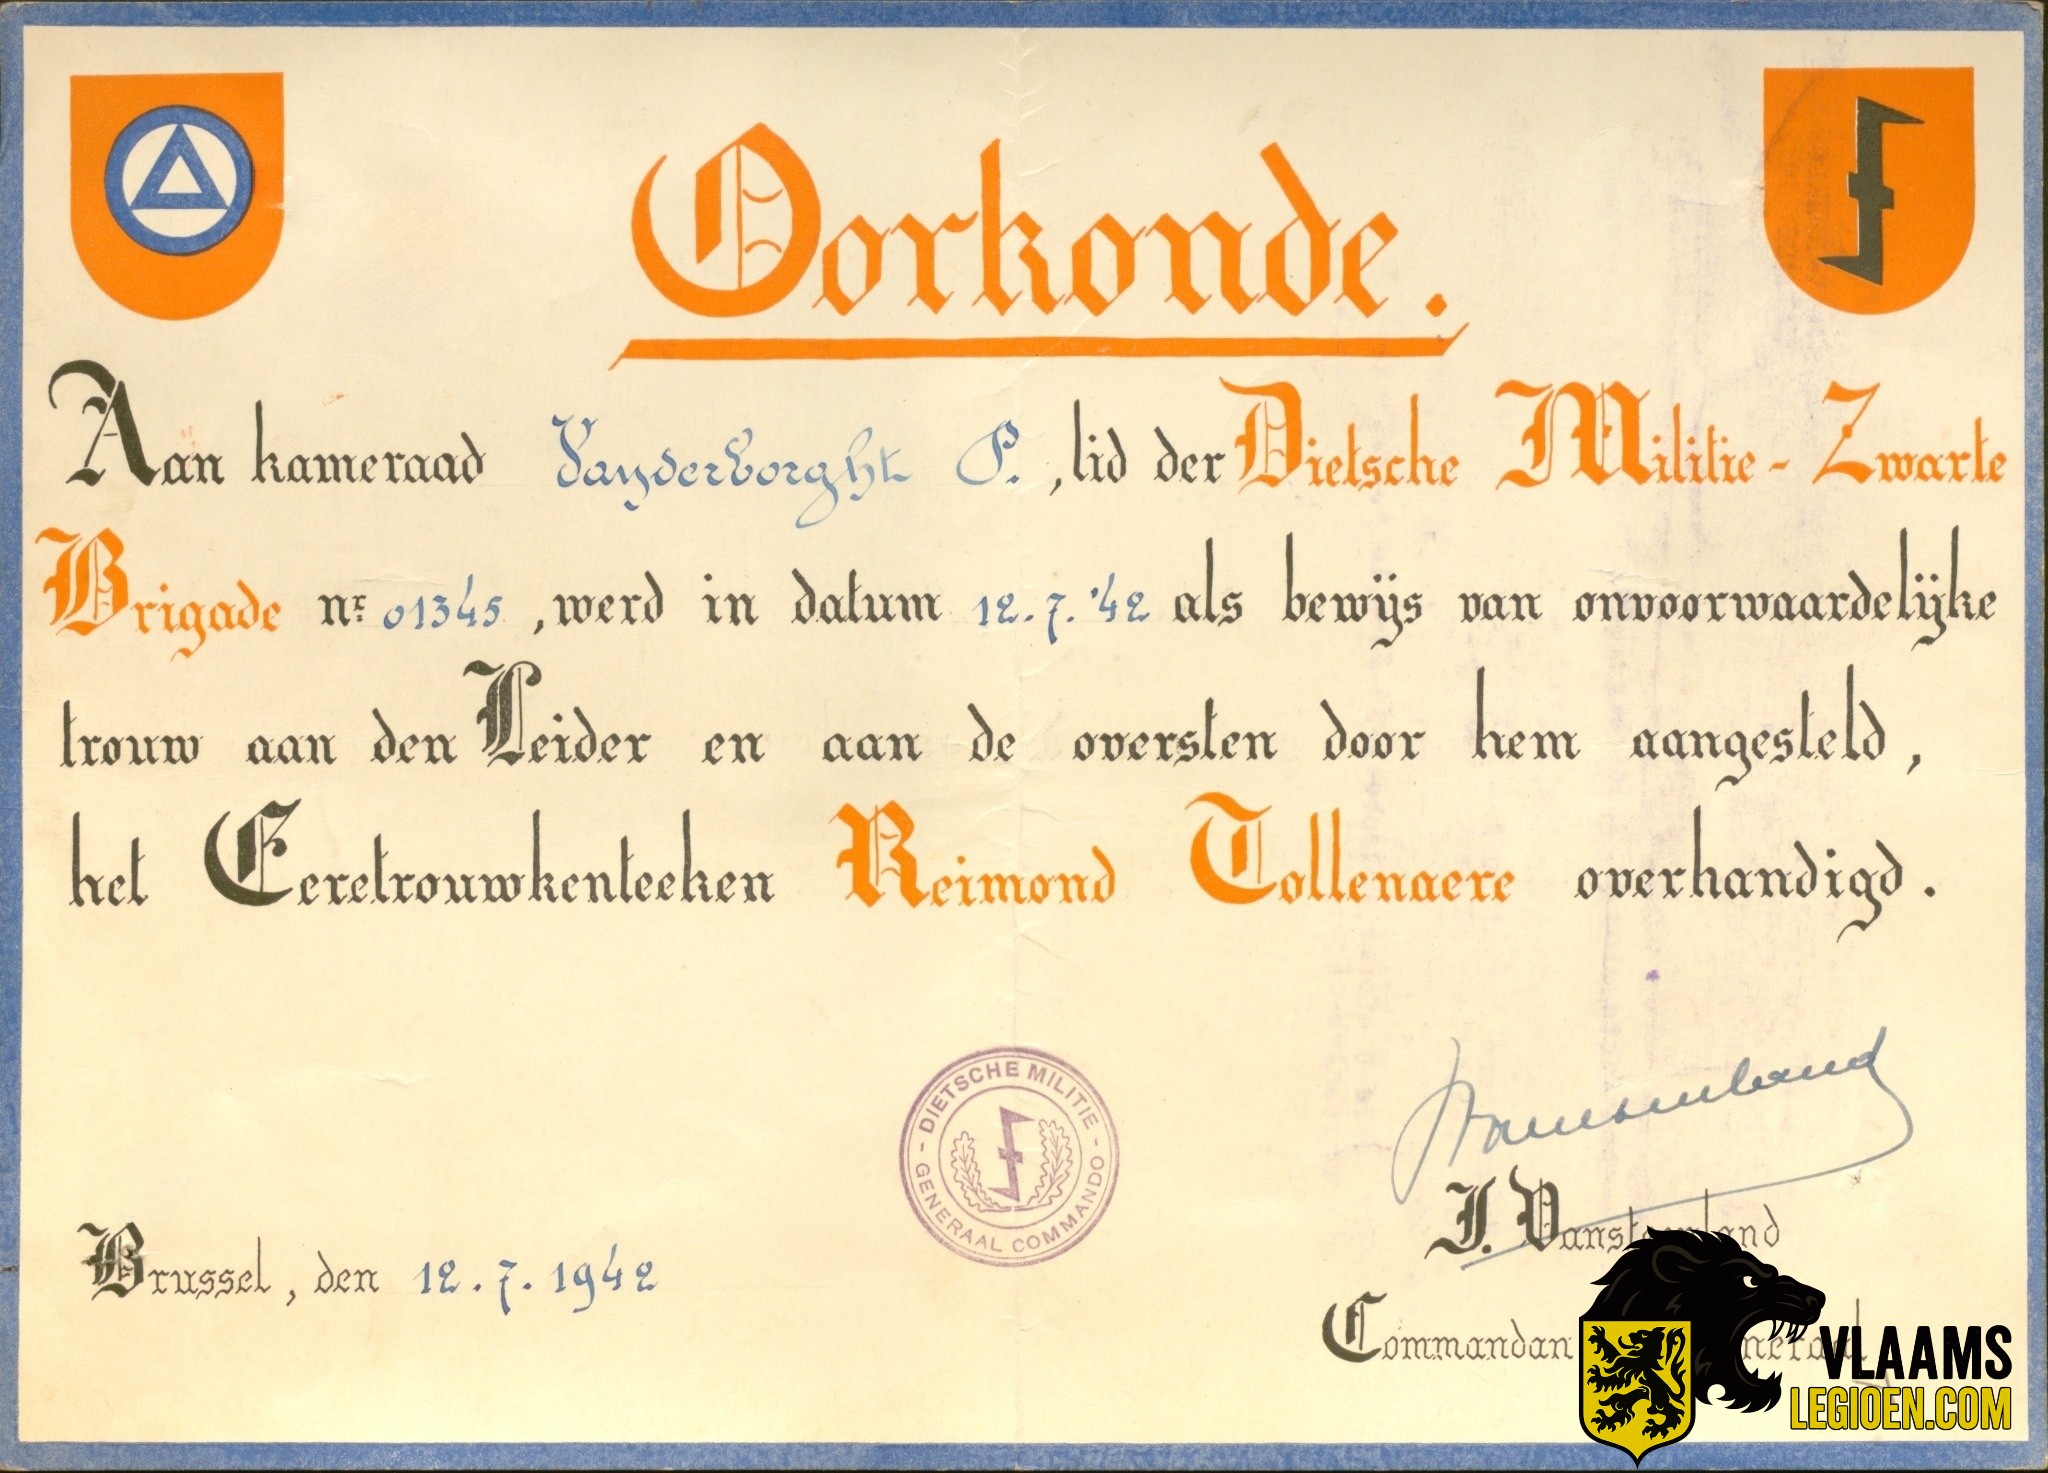 Oorkonde.
Aan kameraad Vanderborght P., lid der Dietsche Militie - Zwarte
Brigade nr. 01345, werd in datum 12.7.'42 als bewijs van onvoorwaardelijke
trouw aan den Leider en aan de oversten door hem aangesteld,
het Eeretrouwkenteeken Reimond Tollenaere overhandigd.
- DIETSCHE MILITIE -
GENERAAL COMMANDO
Brussel, den 12.7.1942
J. Vansteenland
Commandan neraal
VLAAMS
LEGIOEN.COM